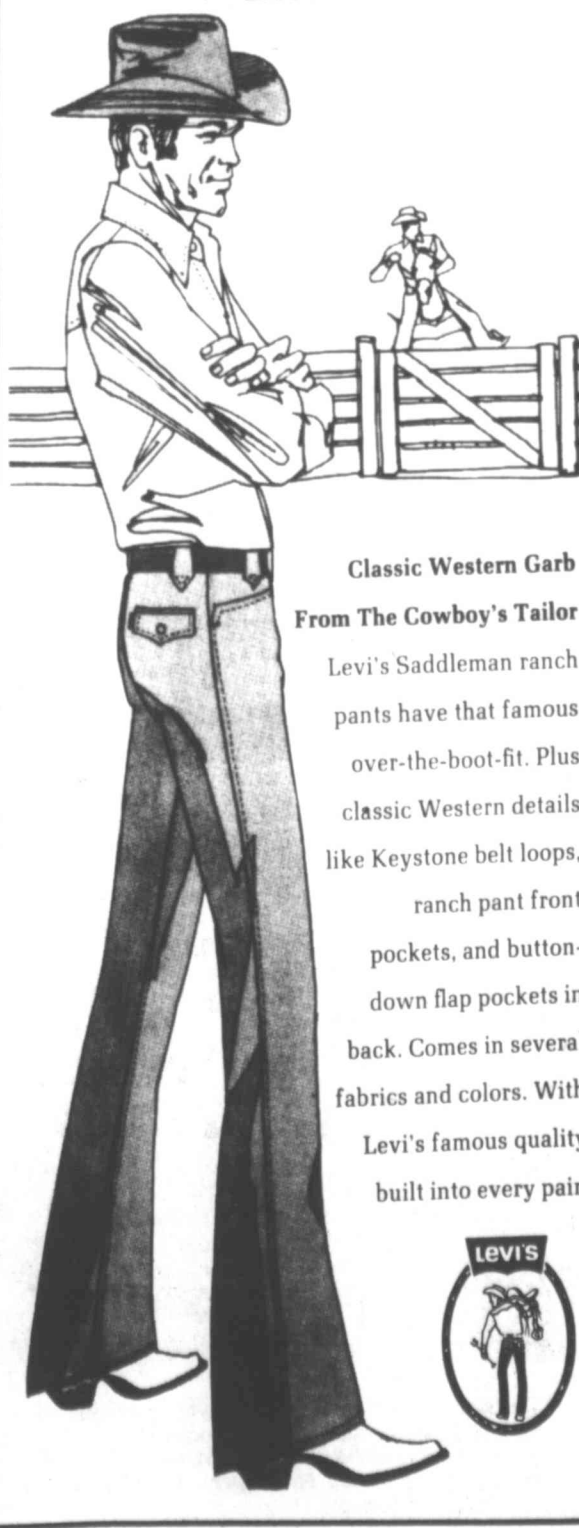 Classic Western Garb
From The Cowboy's Tailor
Levi's Saddleman ranch
pants have that famous
over-the-boot-fit. Plus
classic Western details
like Keystone belt loops,
ranch pant front
pockets, and button-
down flap pockets in
back. Comes in several
fabrics and colors. With
Levi's famous quality
built into every pair
LEVI'S